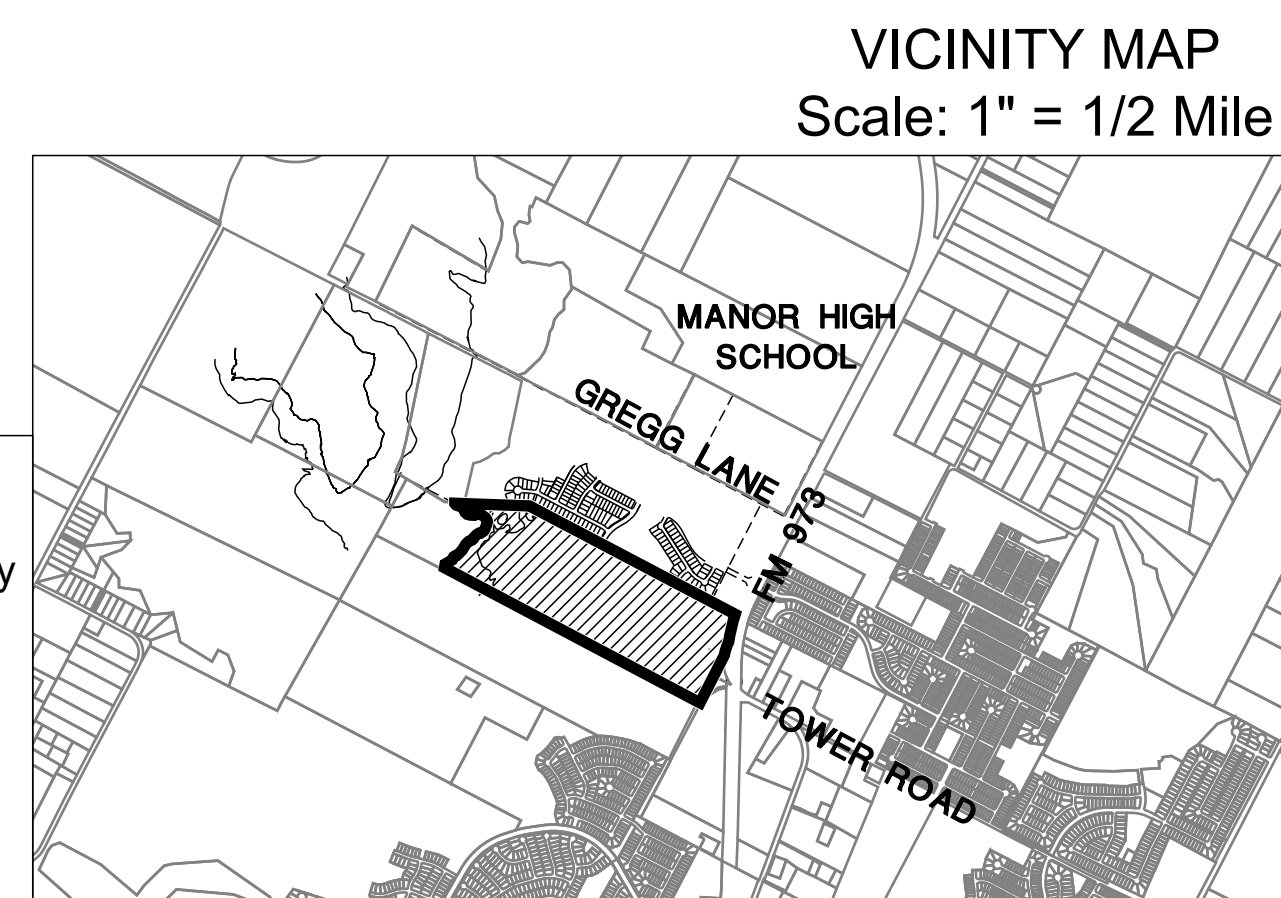 VICINITY MAP
Scale: 1" = 1/2 Mile
MANOR HIGH
SCHOOL
GREGG LANE
FM 973
y
TOWER ROAD